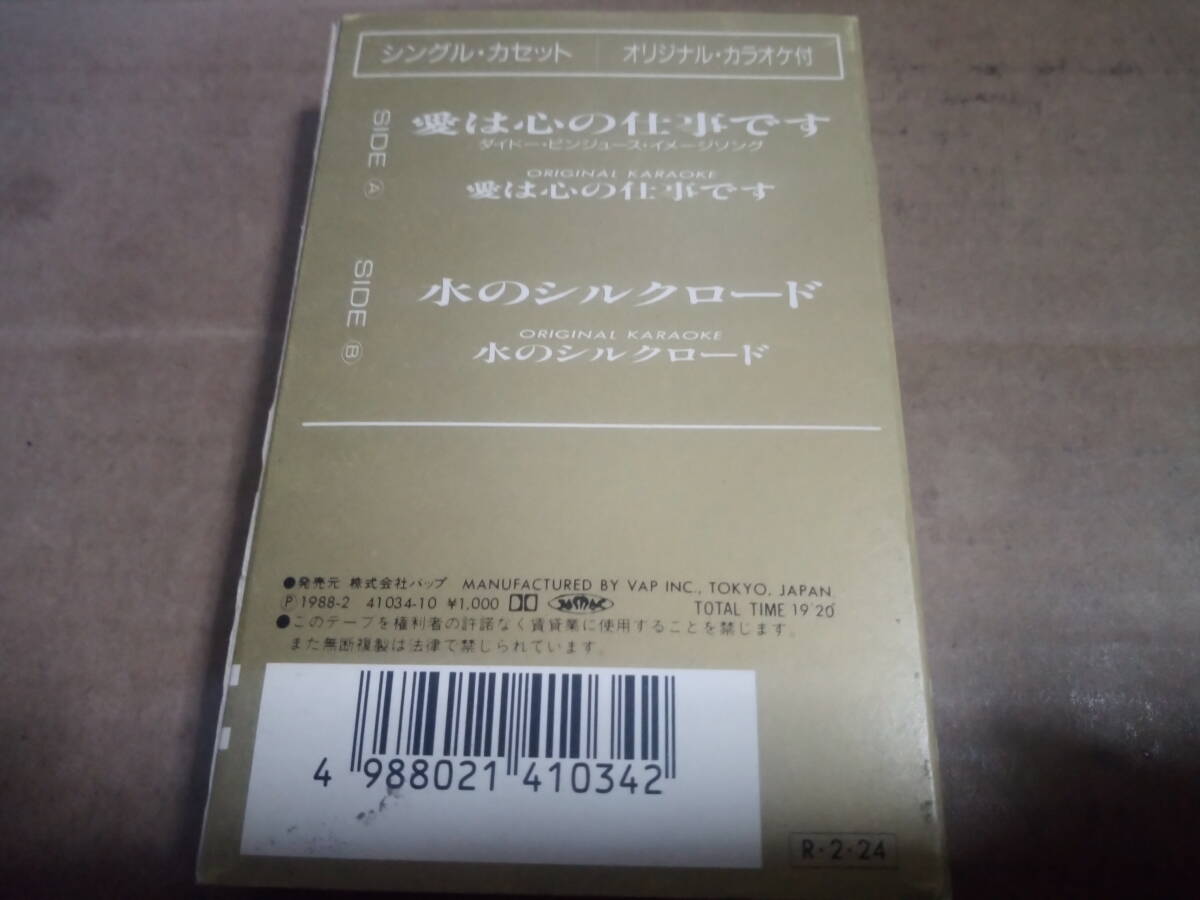 シングル・カセット オリジナル・カラオケ付
SIDE Ⓐ
愛は心の仕事です
ダイドー・ビンジュース・イメージソング
ORIGINAL KARAOKE
愛は心の仕事です
SIDE Ⓑ
水のシルクロード
ORIGINAL KARAOKE
水のシルクロード
●発売元 株式会社バップ MANUFACTURED BY VAP INC., TOKYO, JAPAN
Ⓟ1988-2 41034-10 ¥1,000 TOTAL TIME 19'20
●このテープを権利者の許諾なく賃貸業に使用することを禁じます。
また無断複製は法律で禁じられています。
4 988021 410342
R・2・24